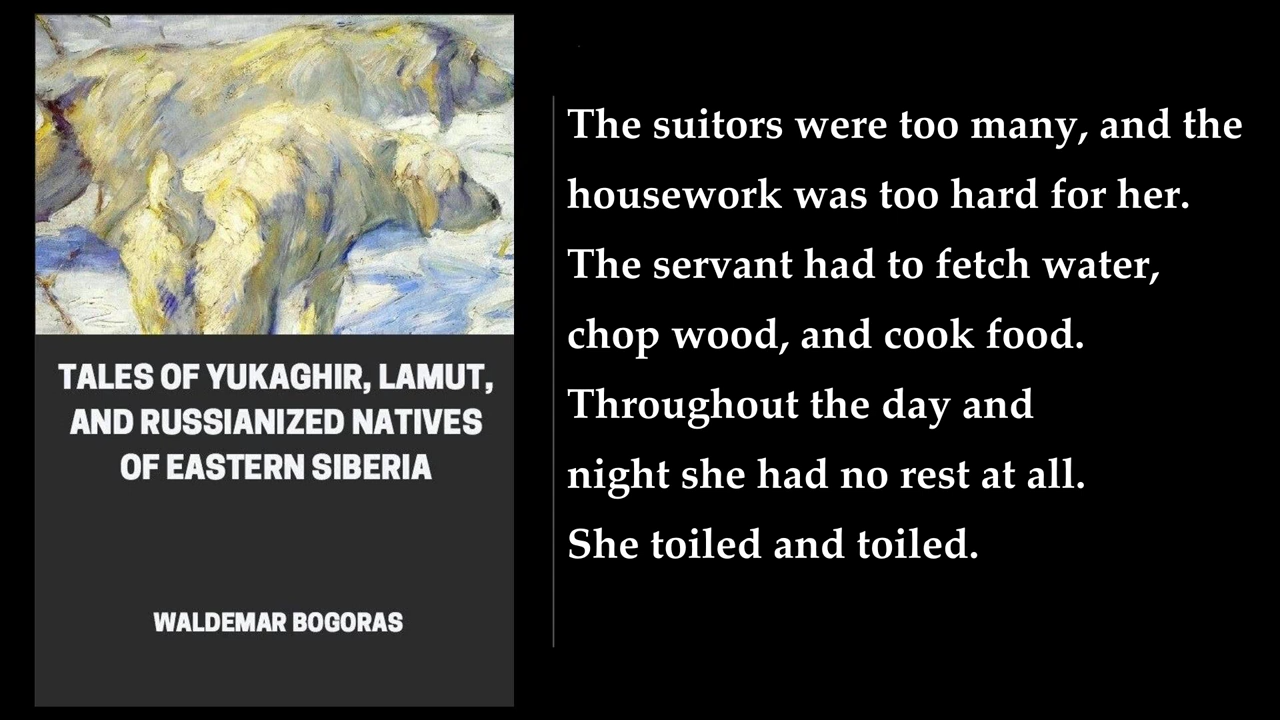 TALES OF YUKAGHIR, LAMUT,
AND RUSSIANIZED NATIVES
OF EASTERN SIBERIA
WALDEMAR BOGORAS
The suitors were too many, and the
housework was too hard for her.
The servant had to fetch water,
chop wood, and cook food.
Throughout the day and
night she had no rest at all.
She toiled and toiled.